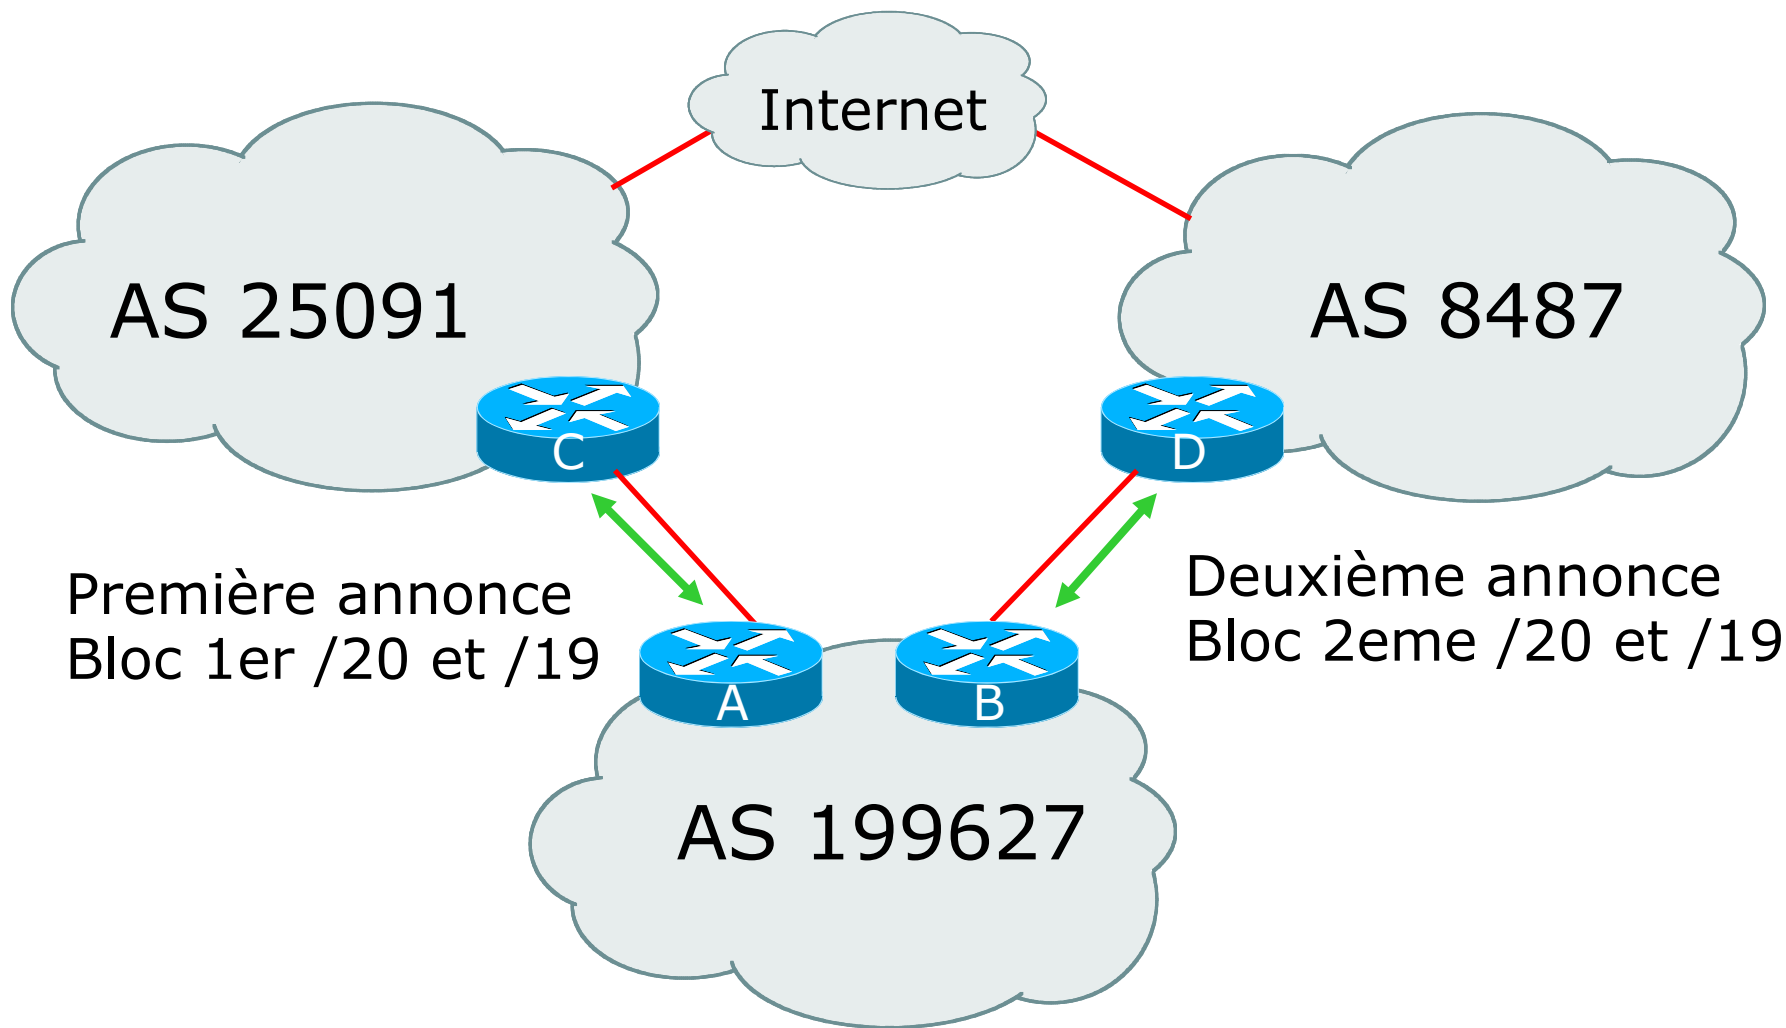 Internet
AS 25091
AS 8487
C
D
Première annonce
Bloc 1er /20 et /19
Deuxième annonce
Bloc 2eme /20 et /19
A
B
AS 199627